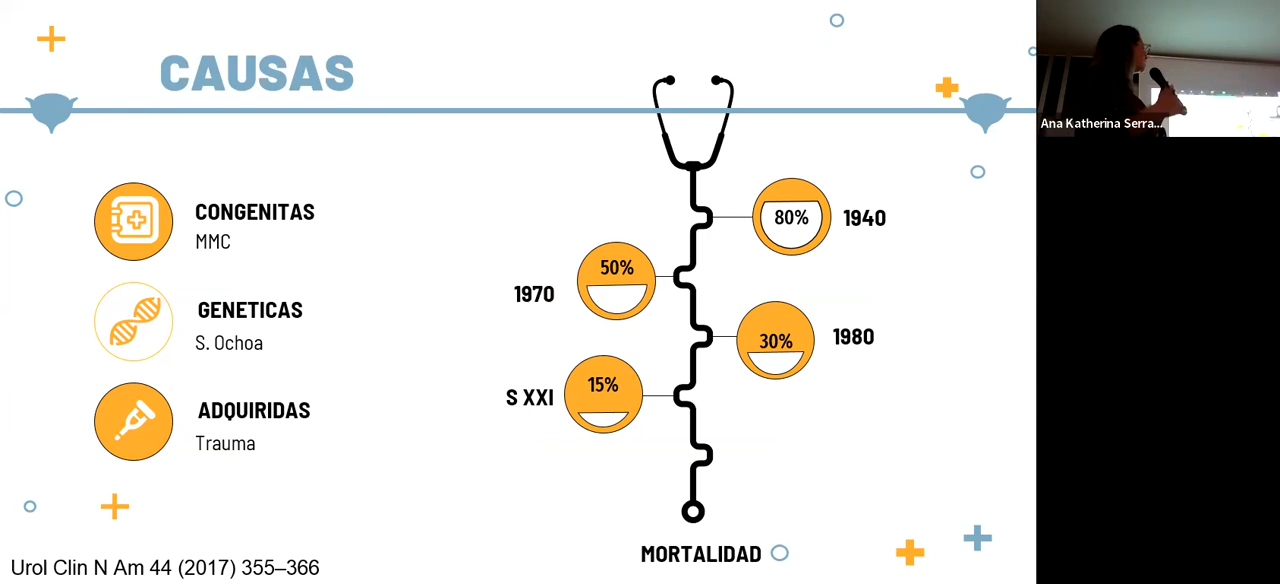 CAUSAS
CONGENITAS
MMC
GENETICAS
S. Ochoa
ADQUIRIDAS
Trauma
80%
1940
50%
1970
30%
1980
15%
S XXI
MORTALIDAD
Urol Clin N Am 44 (2017) 355–366
Ana Katherina Serra...